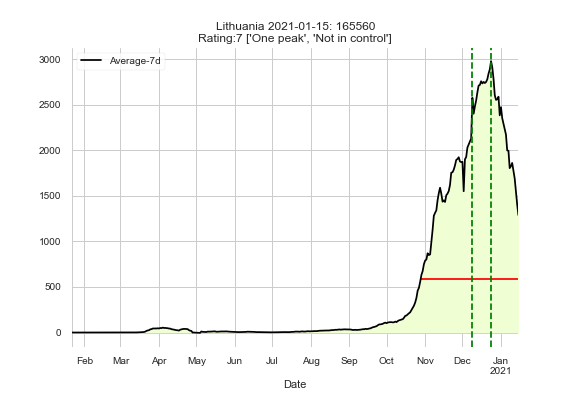 Lithuania 2021-01-15: 165560
Rating:7 ['One peak', 'Not in control']
Average-7d
3000
2500
2000
1500
1000
500
0
Feb Mar Apr May Jun Jul Aug Sep Oct Nov Dec Jan
2021
Date